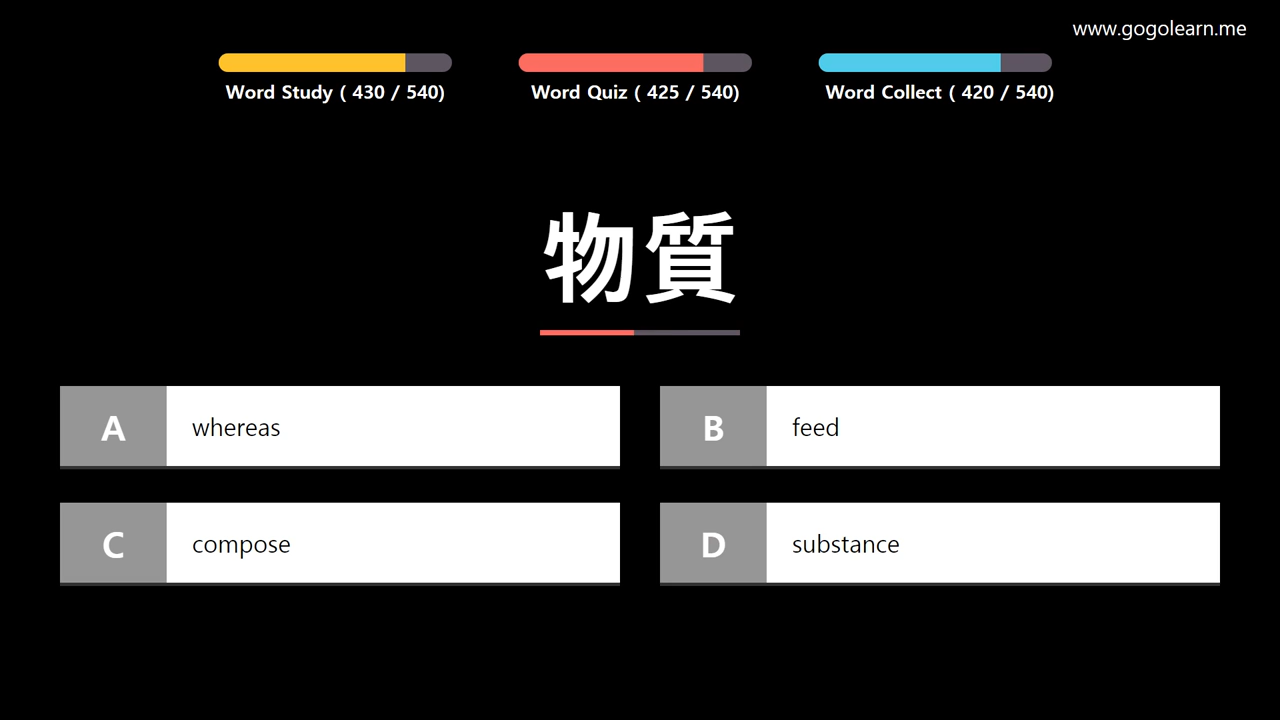 www.gogolearn.me
Word Study ( 430 / 540)
Word Quiz ( 425 / 540)
Word Collect ( 420 / 540)
物質
A whereas
B feed
C compose
D substance